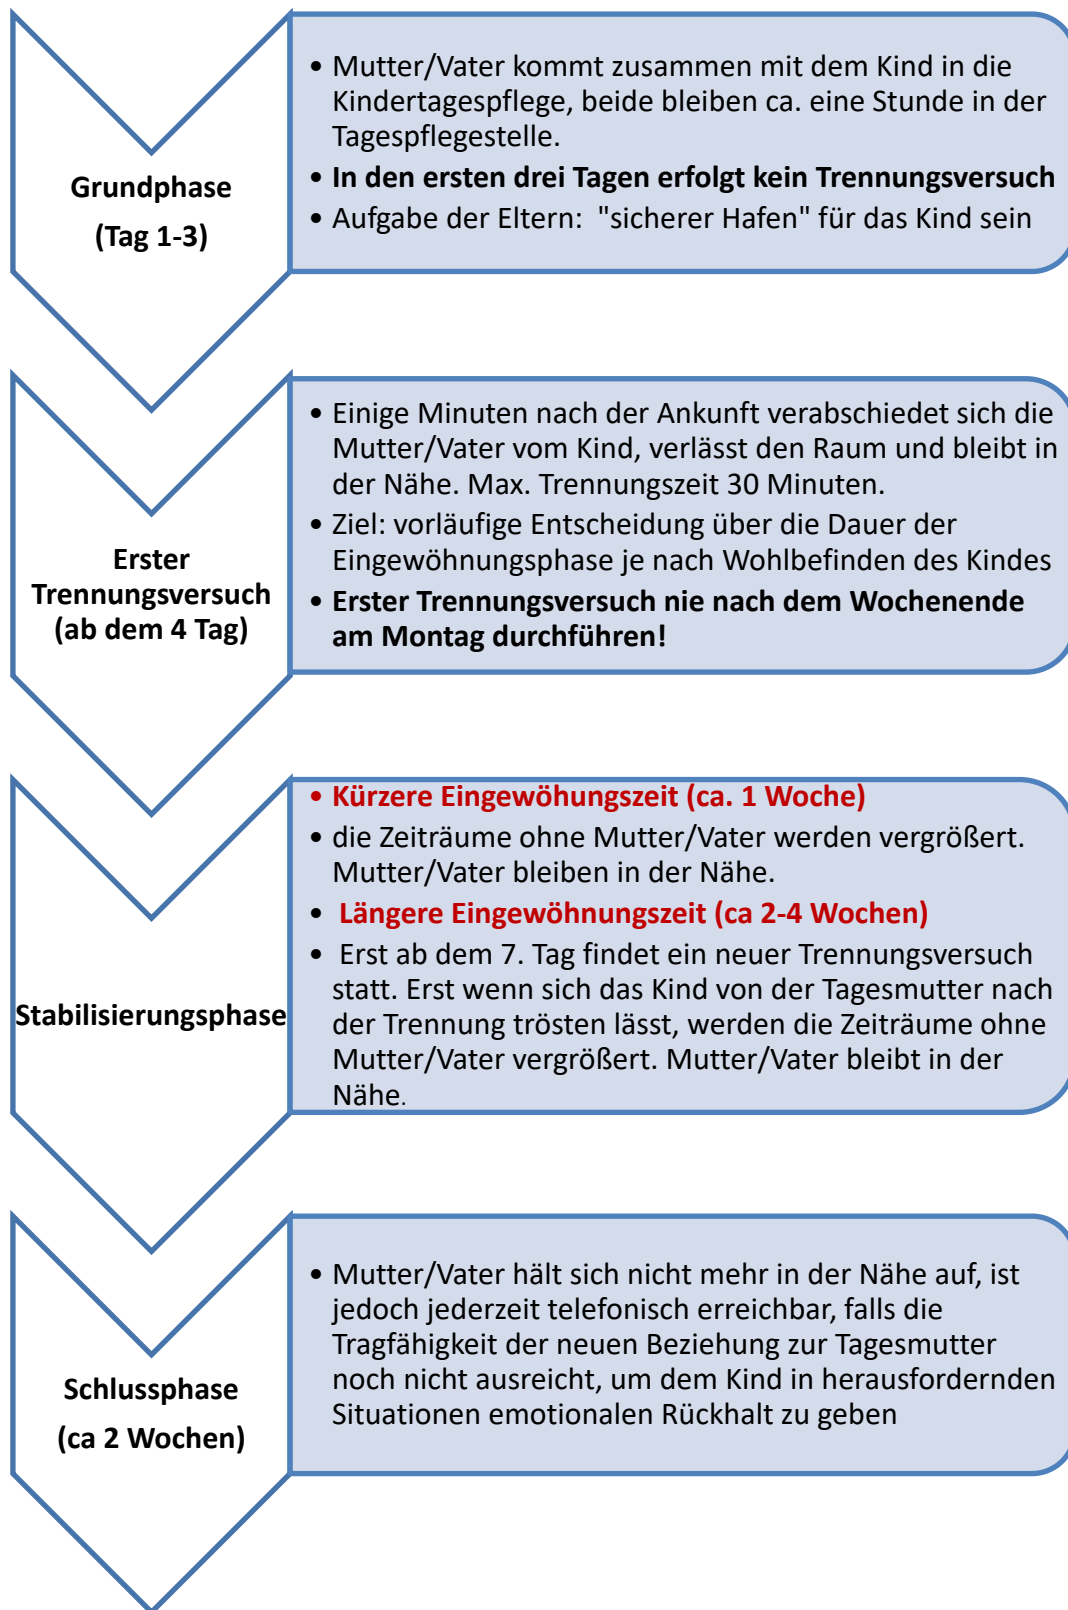 Grundphase
(Tag 1-3)
• Mutter/Vater kommt zusammen mit dem Kind in die
Kindertagespflege, beide bleiben ca. eine Stunde in der
Tagespflegestelle.
• In den ersten drei Tagen erfolgt kein Trennungsversuch
• Aufgabe der Eltern: "sicherer Hafen" für das Kind sein
Erster
Trennungsversuch
(ab dem 4 Tag)
• Einige Minuten nach der Ankunft verabschiedet sich die
Mutter/Vater vom Kind, verlässt den Raum und bleibt in
der Nähe. Max. Trennungszeit 30 Minuten.
• Ziel: vorläufige Entscheidung über die Dauer der
Eingewöhnungsphase je nach Wohlbefinden des Kindes
• Erster Trennungsversuch nie nach dem Wochenende
am Montag durchführen!
Stabilisierungsphase
• Kürzere Eingewöhungszeit (ca. 1 Woche)
• die Zeiträume ohne Mutter/Vater werden vergrößert.
Mutter/Vater bleiben in der Nähe.
• Längere Eingewöhnungszeit (ca 2-4 Wochen)
• Erst ab dem 7. Tag findet ein neuer Trennungsversuch
statt. Erst wenn sich das Kind von der Tagesmutter nach
der Trennung trösten lässt, werden die Zeiträume ohne
Mutter/Vater vergrößert. Mutter/Vater bleibt in der
Nähe.
Schlussphase
(ca 2 Wochen)
• Mutter/Vater hält sich nicht mehr in der Nähe auf, ist
jedoch jederzeit telefonisch erreichbar, falls die
Tragfähigkeit der neuen Beziehung zur Tagesmutter
noch nicht ausreicht, um dem Kind in herausfordernden
Situationen emotionalen Rückhalt zu geben